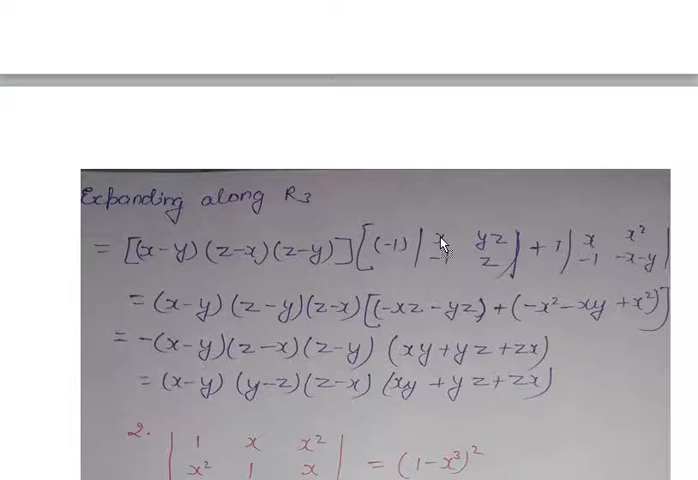 Expanding along R3
= [(x-y)(z-x)(z-y)][(-1)|x yz
-1 z|+1|x x²
-1 -x-y|
= (x-y)(z-y)(z-x)[(-xz-yz)+(-x²-xy+x²)]
= -(x-y)(z-x)(z-y)(xy+yz+zx)
= (x-y)(y-z)(z-x)(xy+yz+zx)
2. |1 x x²|
|x² 1 x| = (1-x³)²